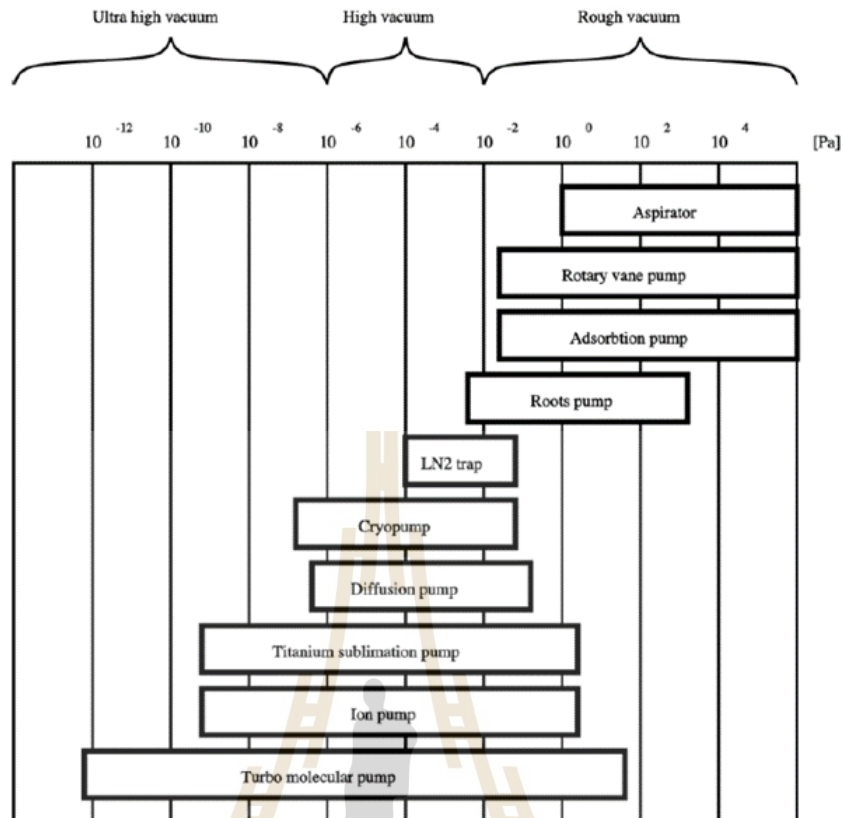 Ultra high vacuum High vacuum Rough vacuum
10^-12 10^-10 10^-8 10^-6 10^-4 10^-2 10^0 10^2 10^4 [Pa]
Aspirator
Rotary vane pump
Adsorbtion pump
Roots pump
LN2 trap
Cryopump
Diffusion pump
Titanium sublimation pump
Ion pump
Turbo molecular pump